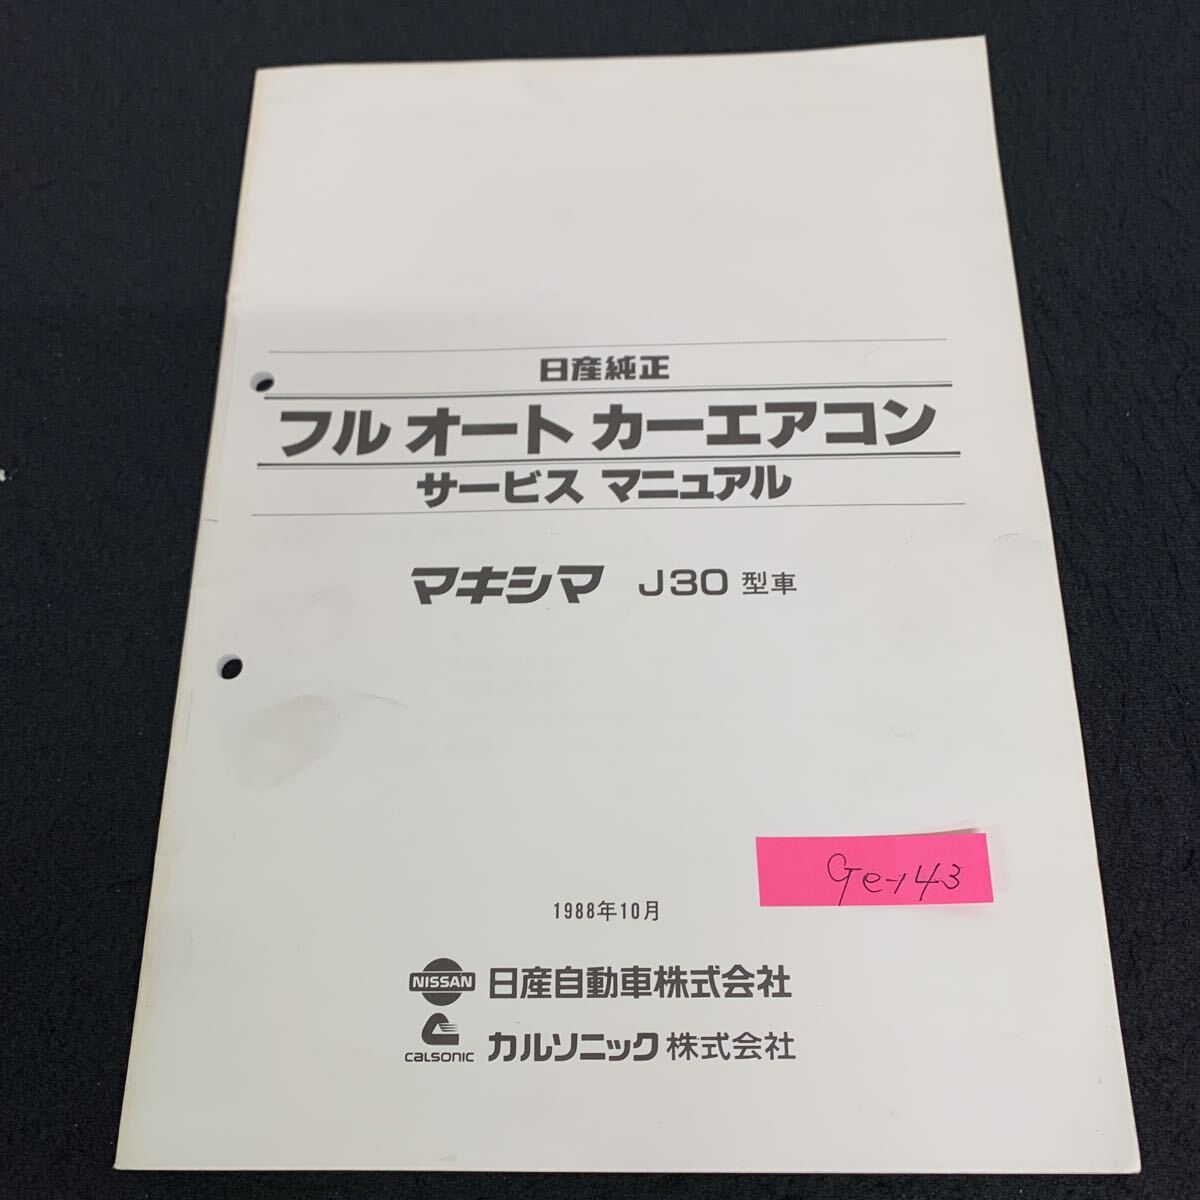 日産純正
フル オート カーエアコン
サービス マニュアル
マキシマ J30 型車
Ge-143
1988年10月
NISSAN 日産自動車株式会社
CALSONIC カルソニック株式会社